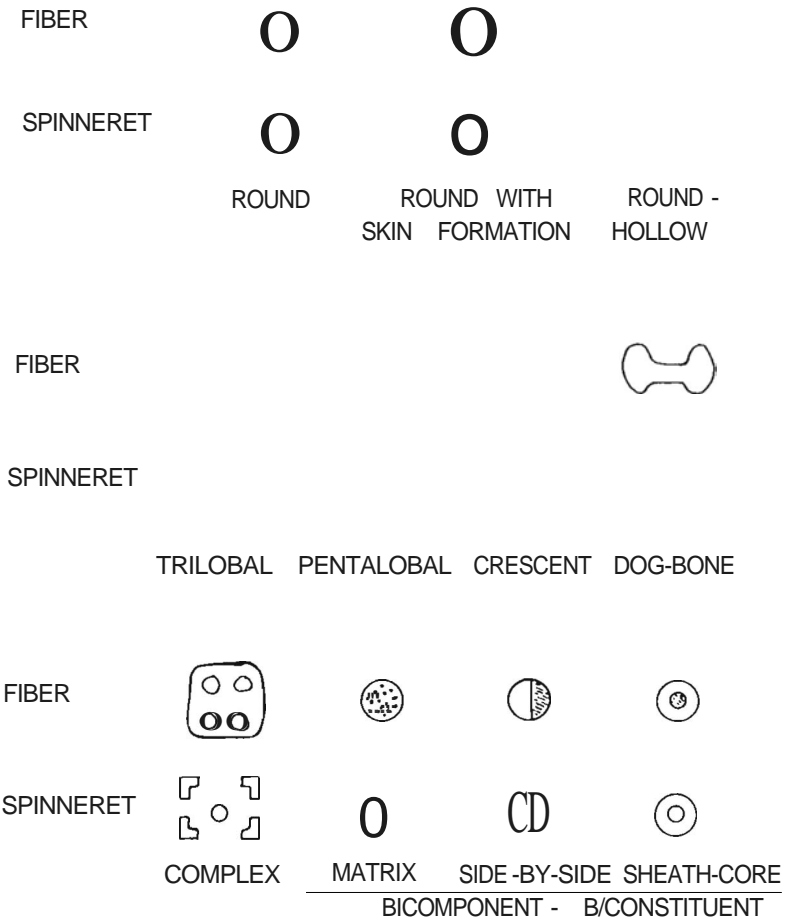 FIBER O O
SPINNERET O O
ROUND ROUND WITH ROUND -
SKIN FORMATION HOLLOW
FIBER
SPINNERET
TRILOBAL PENTALOBAL CRESCENT DOG-BONE
FIBER
SPINNERET O CD
COMPLEX MATRIX SIDE-BY-SIDE SHEATH-CORE
BICOMPONENT - B/CONSTITUENT